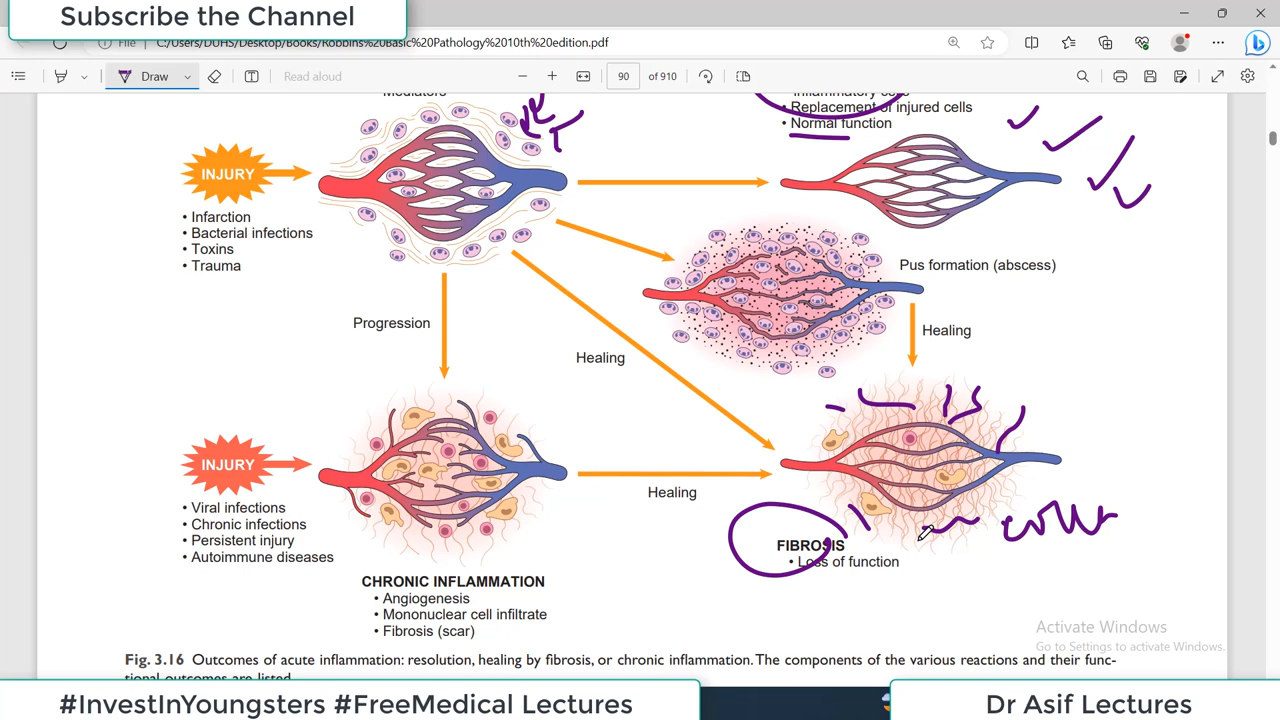 Subscribe the Channel
File
C:/Users/DUHS/Desktop/Books/Robbins%20Basic%20Pathology%2010th%20edition.pdf
Draw
Read aloud
90
of 910
Mediators
• Inflammatory cells
• Replacement of injured cells
• Normal function
INJURY
• Infarction
• Bacterial infections
• Toxins
• Trauma
Pus formation (abscess)
Progression
Healing
Healing
INJURY
• Viral infections
• Chronic infections
• Persistent injury
• Autoimmune diseases
Healing
FIBROSIS
• Loss of function
CHRONIC INFLAMMATION
• Angiogenesis
• Mononuclear cell infiltrate
• Fibrosis (scar)
Activate Windows
Go to Settings to activate Windows.
Fig. 3.16 Outcomes of acute inflammation: resolution, healing by fibrosis, or chronic inflammation. The components of the various reactions and their func-
tional outcomes are listed.
#InvestInYoungsters #FreeMedical Lectures
Dr Asif Lectures